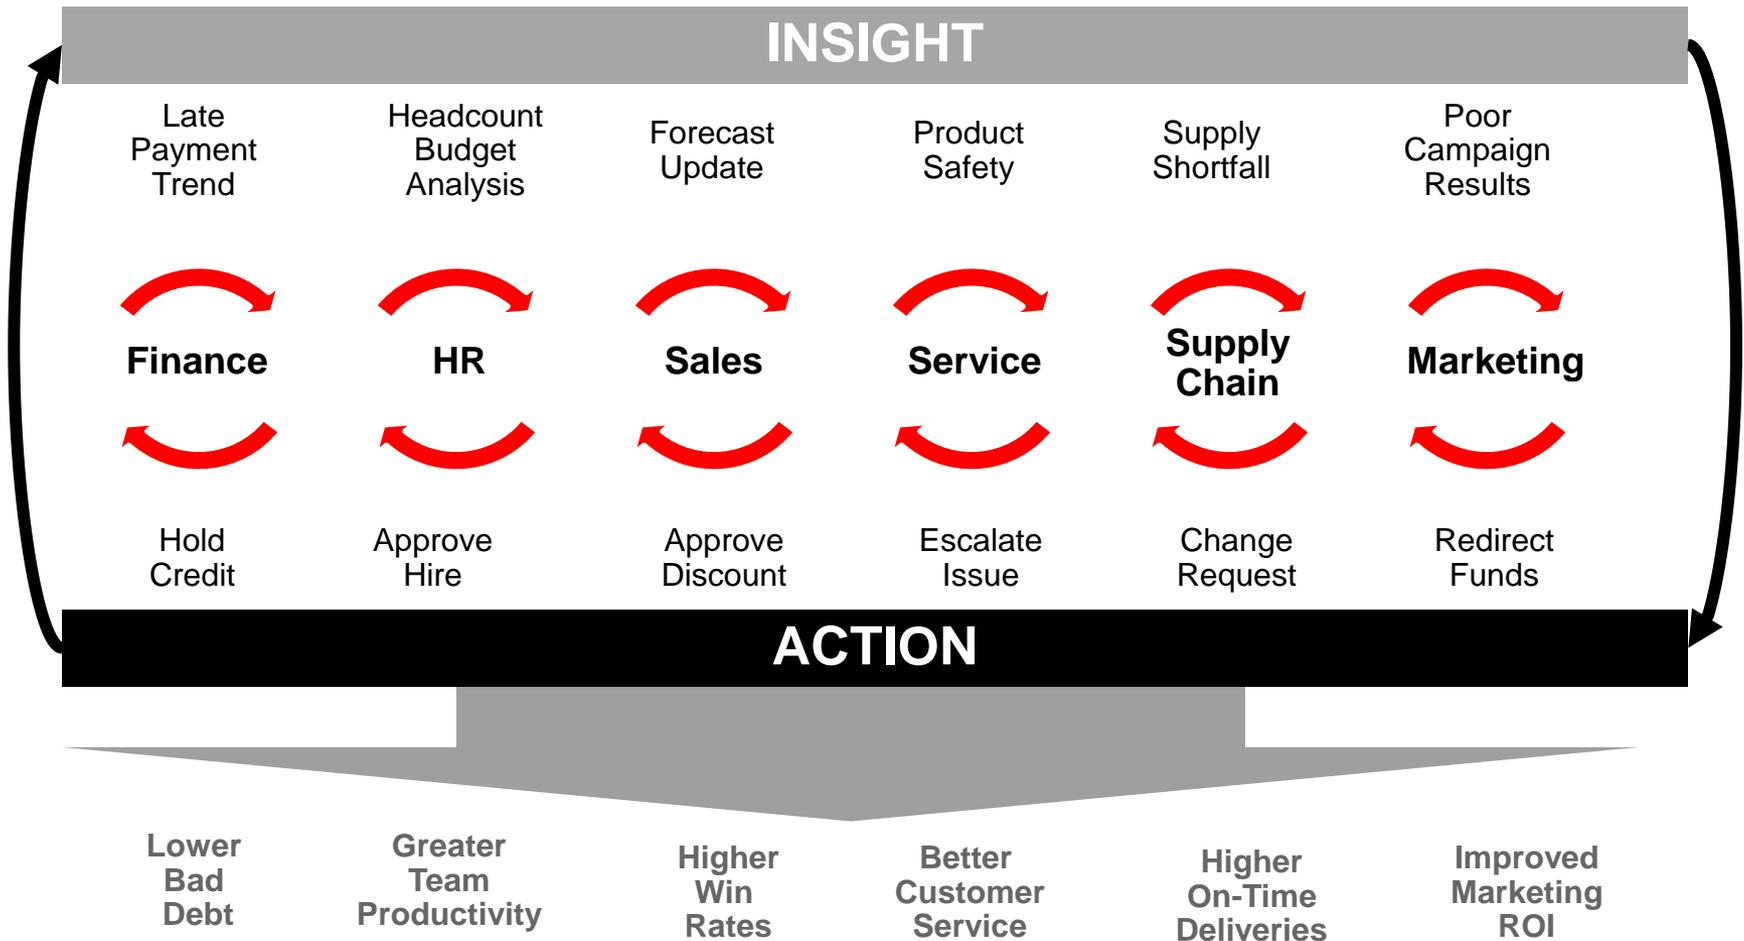 INSIGHT
Late
Payment
Trend
Headcount
Budget
Analysis
Forecast
Update
Product
Safety
Supply
Shortfall
Poor
Campaign
Results
Finance
HR
Sales
Service
Supply
Chain
Marketing
Hold
Credit
Approve
Hire
Approve
Discount
Escalate
Issue
Change
Request
Redirect
Funds
ACTION
Lower
Bad
Debt
Greater
Team
Productivity
Higher
Win
Rates
Better
Customer
Service
Higher
On-Time
Deliveries
Improved
Marketing
ROI